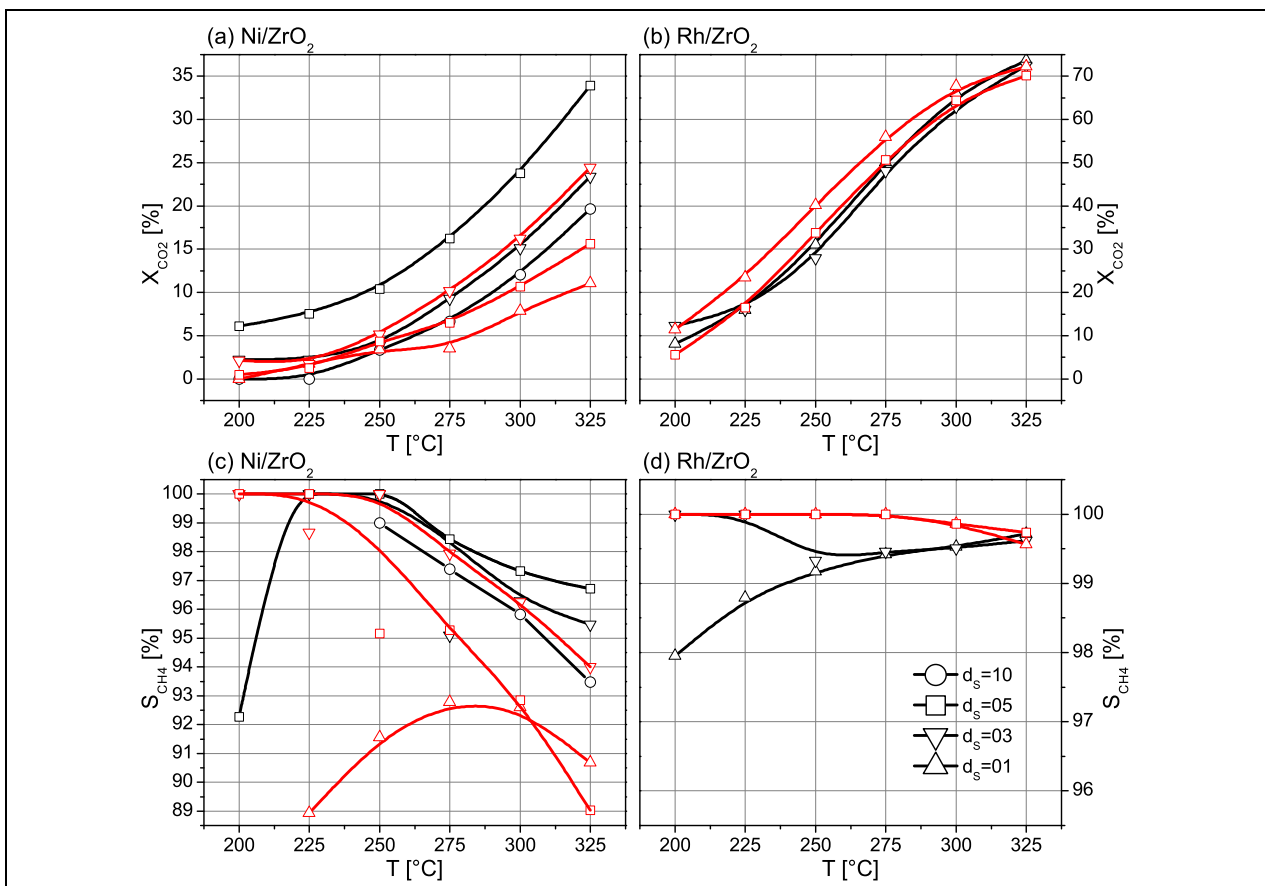 (a) Ni/ZrO2
(b) Rh/ZrO2
35
30
25
20
15
10
5
0
XCO2 [%]
200 225 250 275 300 325
T [°C]
70
60
50
40
30
20
10
0
XCO2 [%]
200 225 250 275 300 325
T [°C]
(c) Ni/ZrO2
(d) Rh/ZrO2
100
99
98
97
96
95
94
93
92
91
90
89
SCH4 [%]
200 225 250 275 300 325
T [°C]
100
99
98
97
96
SCH4 [%]
dS=10
dS=05
dS=03
dS=01
200 225 250 275 300 325
T [°C]